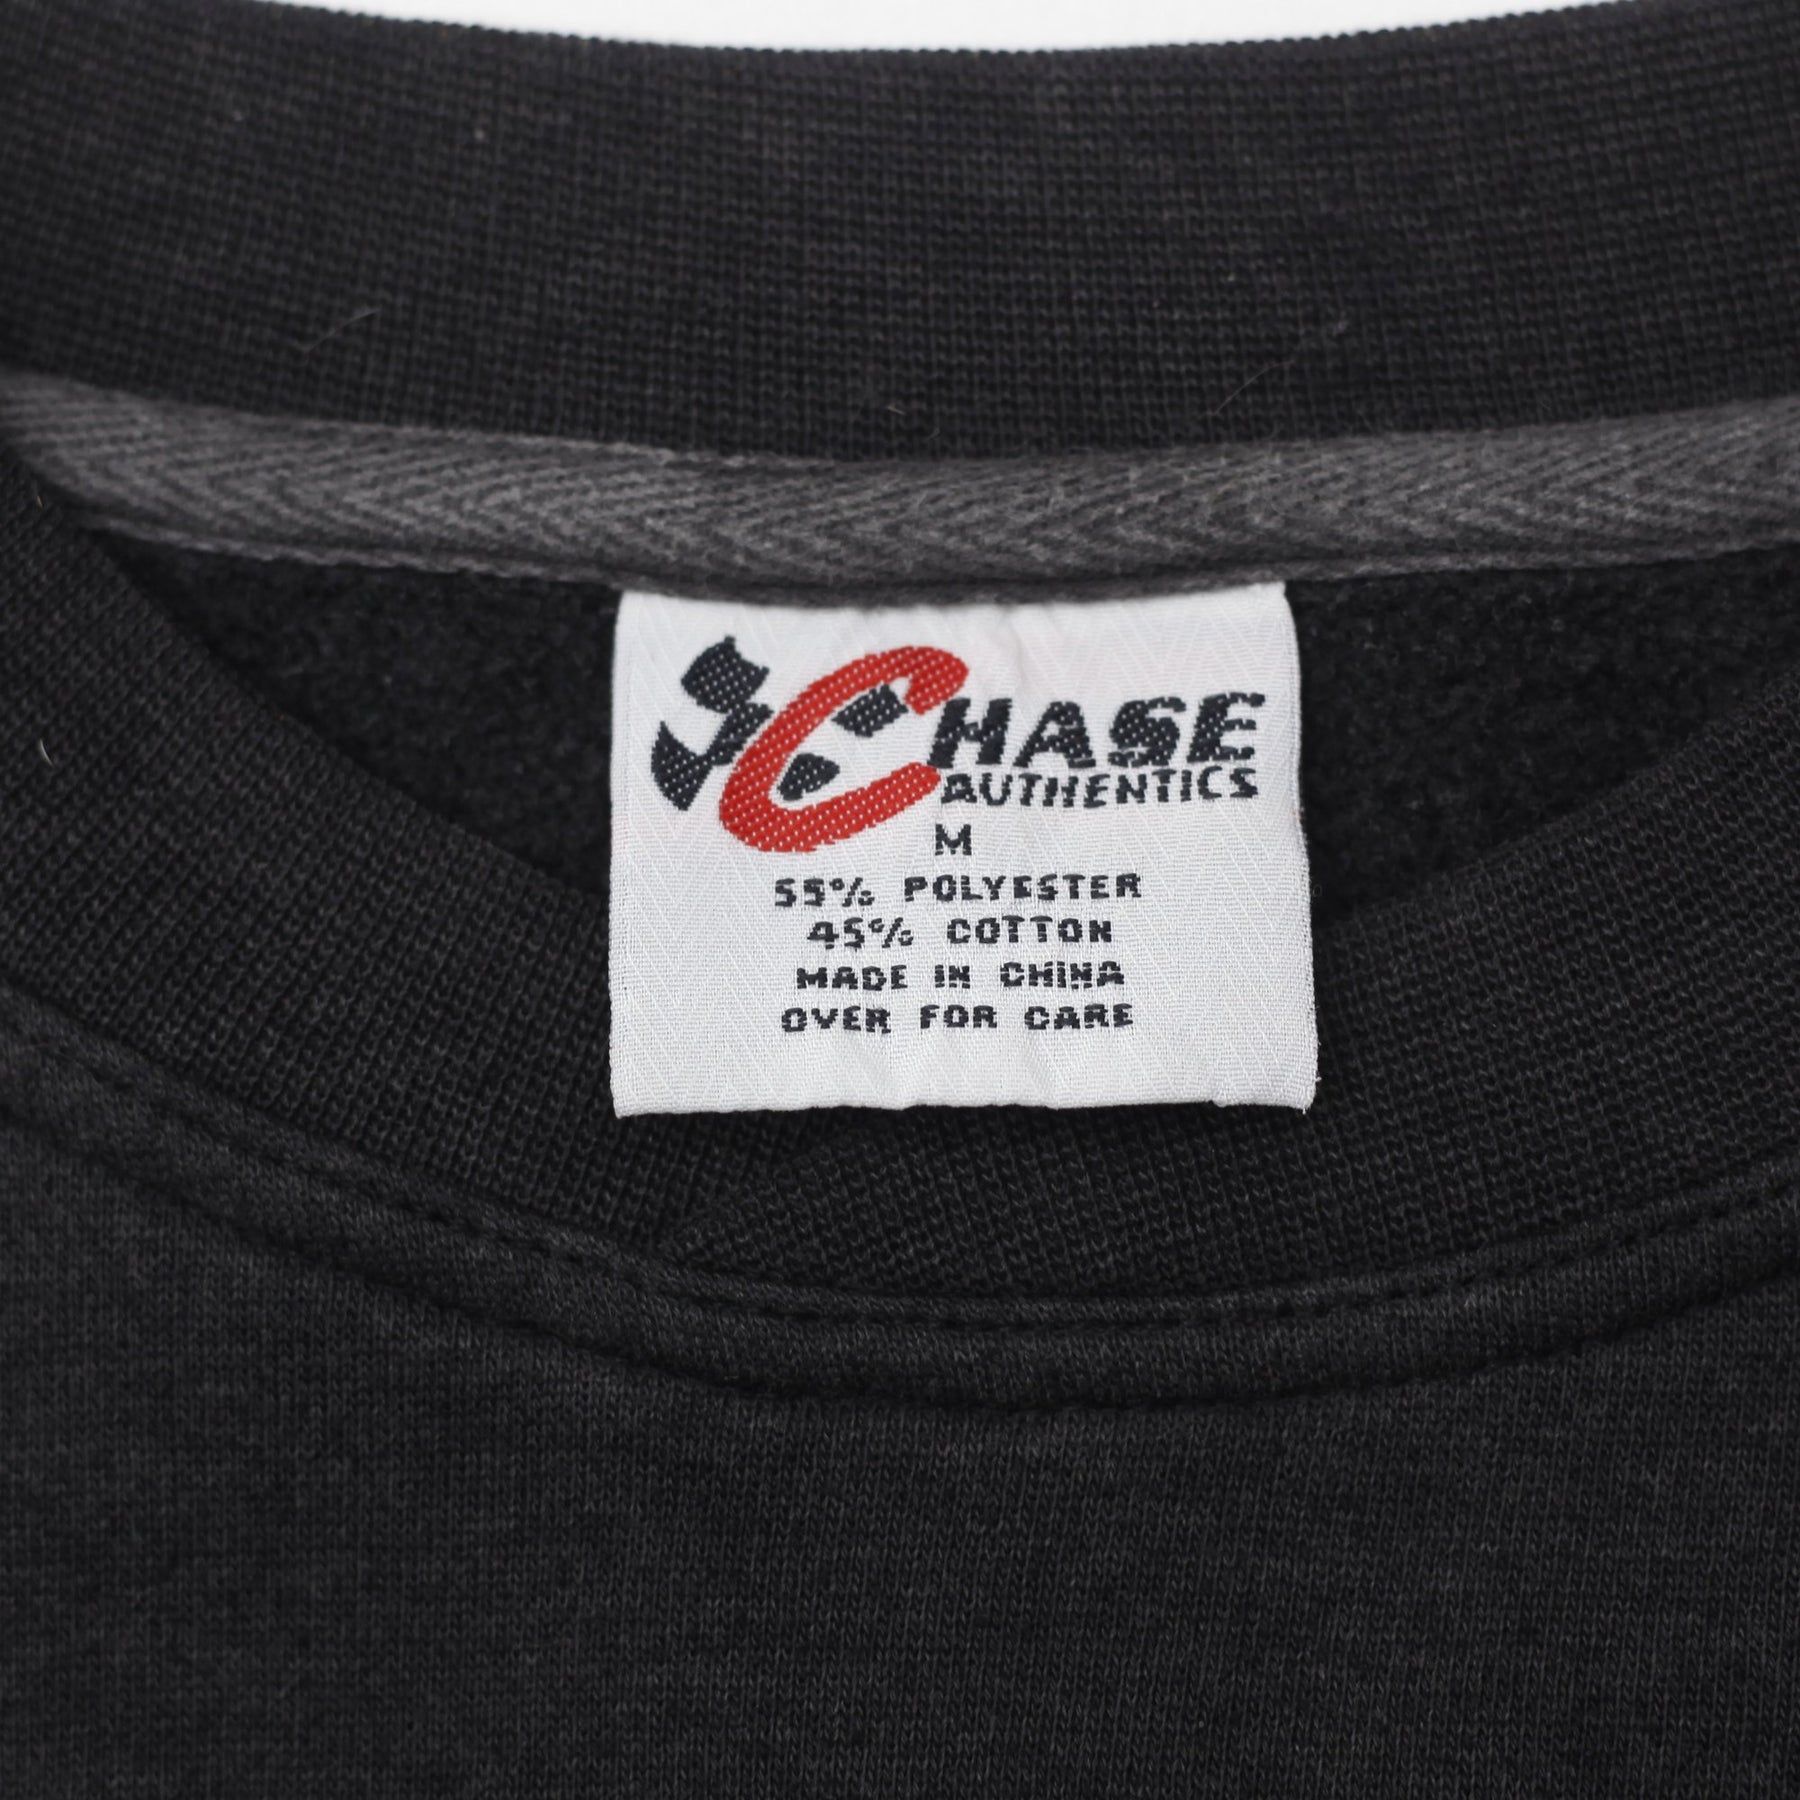 CHASE
AUTHENTICS
M
55% POLYESTER
45% COTTON
MADE IN CHINA
OVER FOR CARE